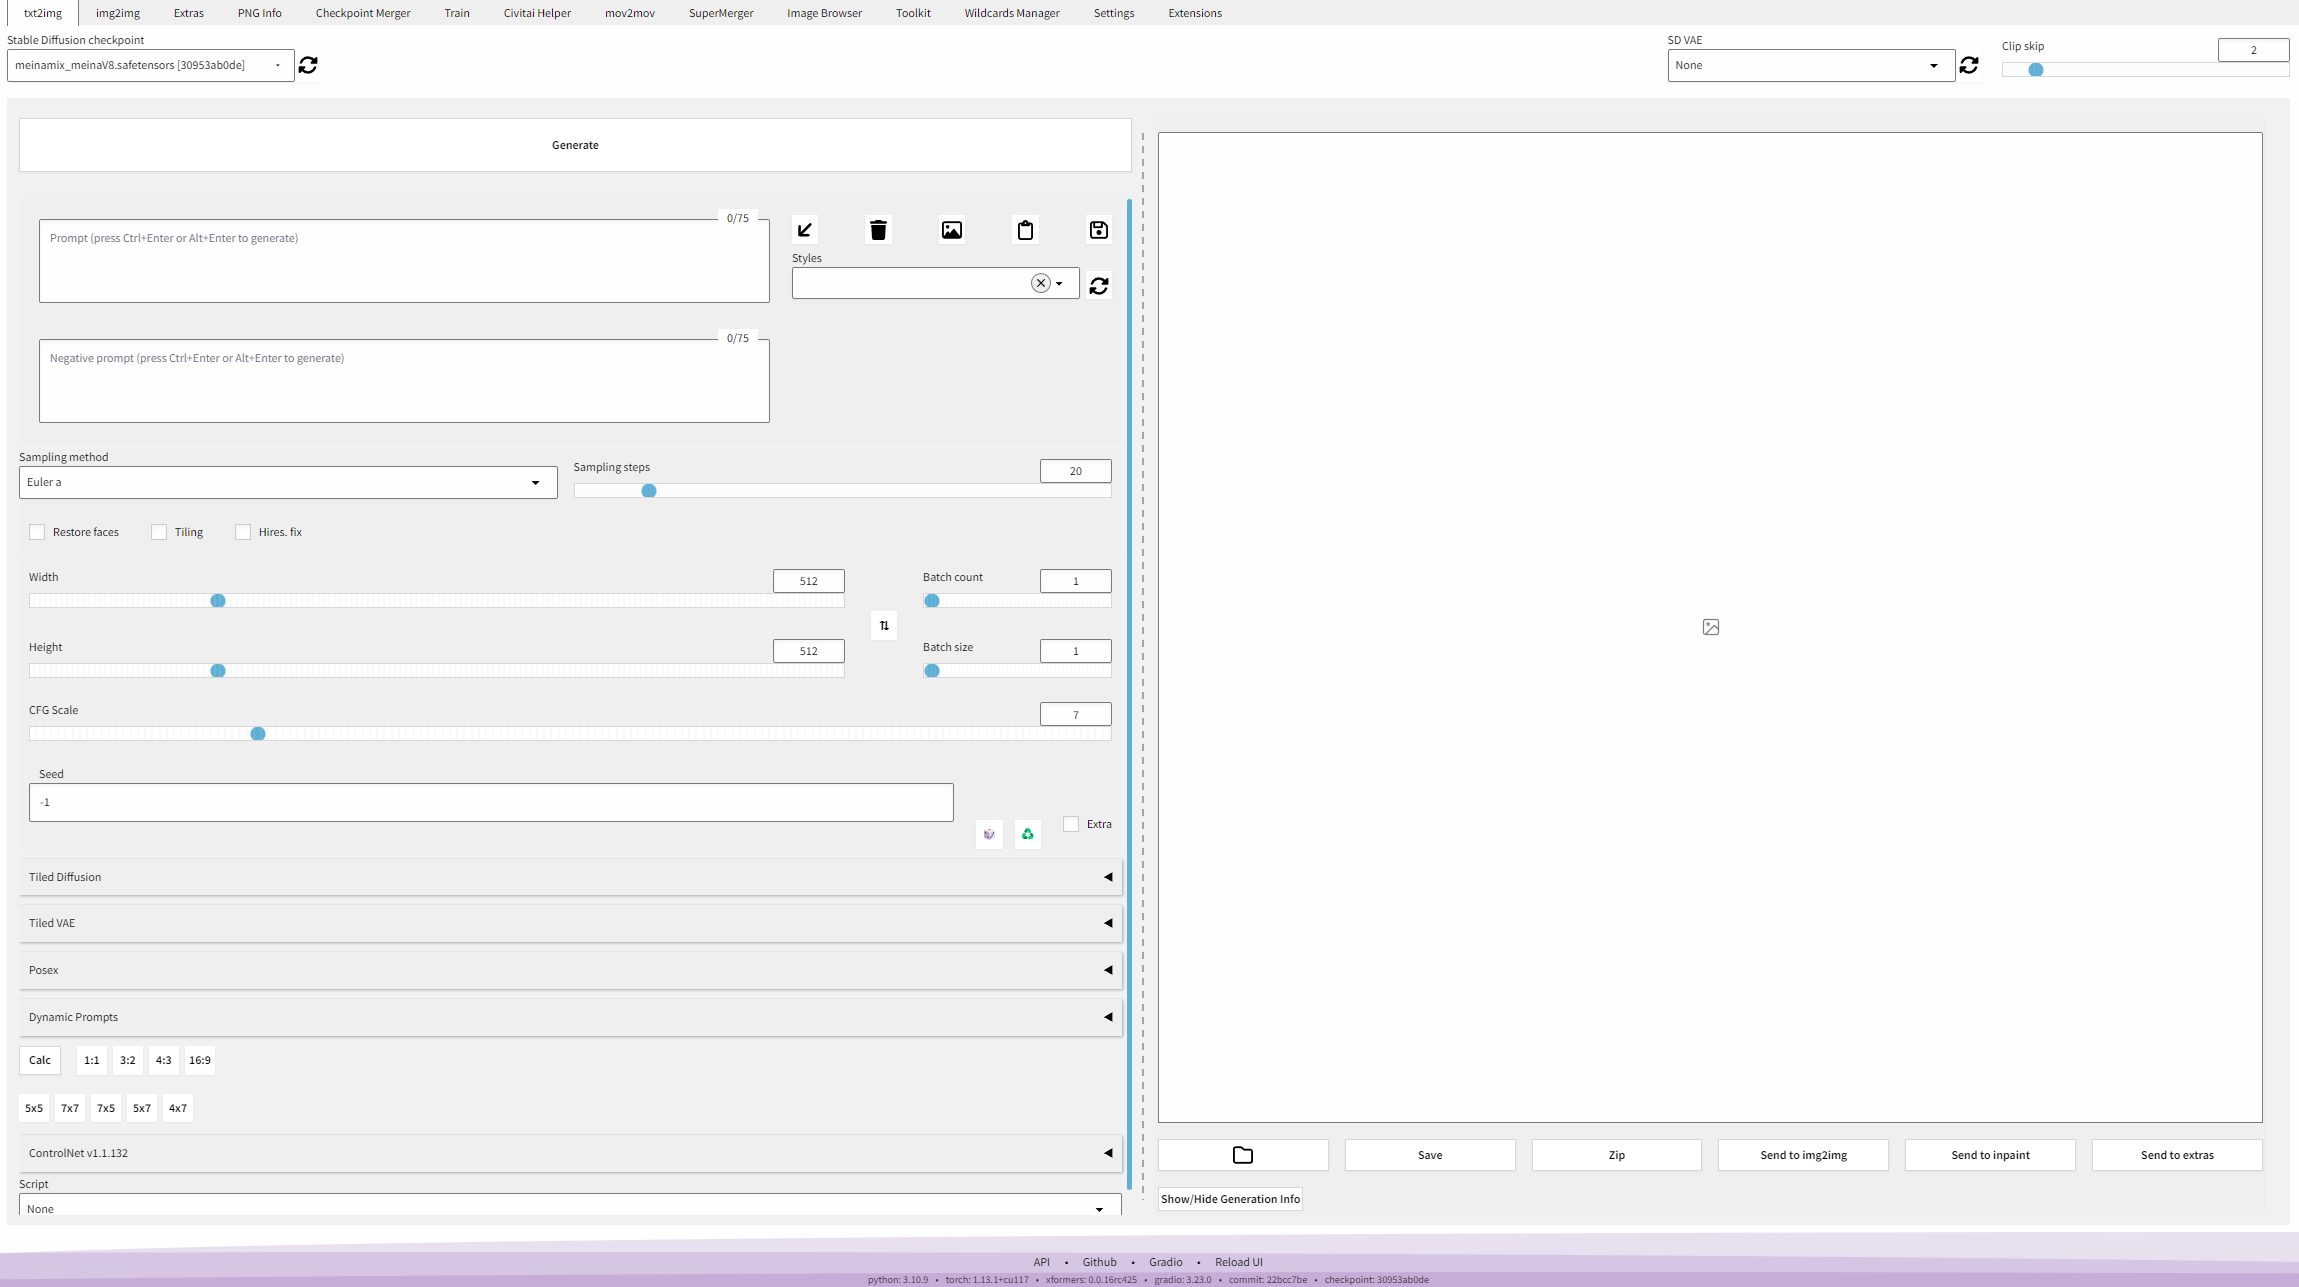 txt2img img2img Extras PNG Info Checkpoint Merger Train Civitai Helper mov2mov SuperMerger Image Browser Toolkit Wildcards Manager Settings Extensions
Stable Diffusion checkpoint
meinamix_meinaV8.safetensors [30953ab0de]
SD VAE
None
Clip skip
2
Generate
0/75
Prompt (press Ctrl+Enter or Alt+Enter to generate)
Styles
0/75
Negative prompt (press Ctrl+Enter or Alt+Enter to generate)
Sampling method
Euler a
Sampling steps
20
Restore faces Tiling Hires. fix
Width
512
Batch count
1
Height
512
Batch size
1
CFG Scale
7
Seed
-1
Extra
Tiled Diffusion
Tiled VAE
Posex
Dynamic Prompts
Calc 1:1 3:2 4:3 16:9
5x5 7x7 7x5 5x7 4x7
ControlNet v1.1.132
Script
None
Save Zip Send to img2img Send to inpaint Send to extras
Show/Hide Generation Info
API • Github • Gradio • Reload UI
python: 3.10.9 • torch: 1.13.1+cu117 • xformers: 0.0.16rc425 • gradio: 3.23.0 • commit: 22bcc7be • checkpoint: 30953ab0de